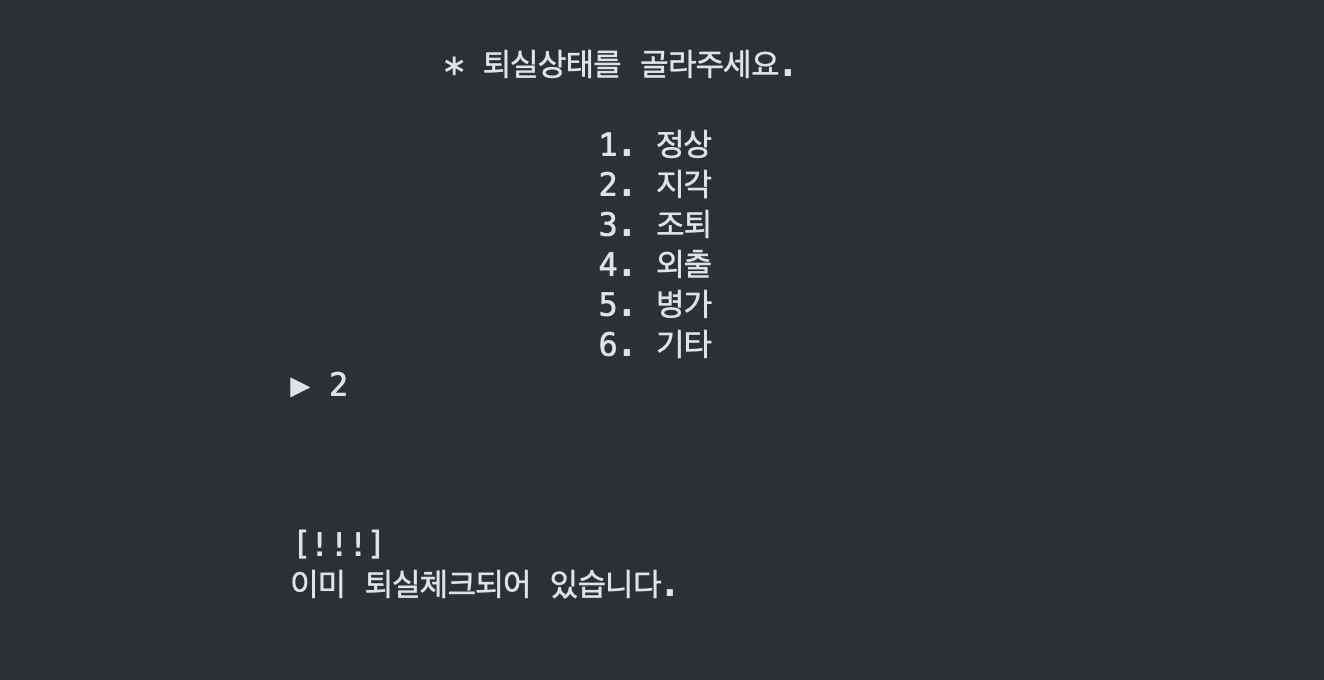 * 퇴실상태를 골라주세요.
1. 정상
2. 지각
3. 조퇴
4. 외출
5. 병가
6. 기타
▶ 2
[!!!]
이미 퇴실체크되어 있습니다.